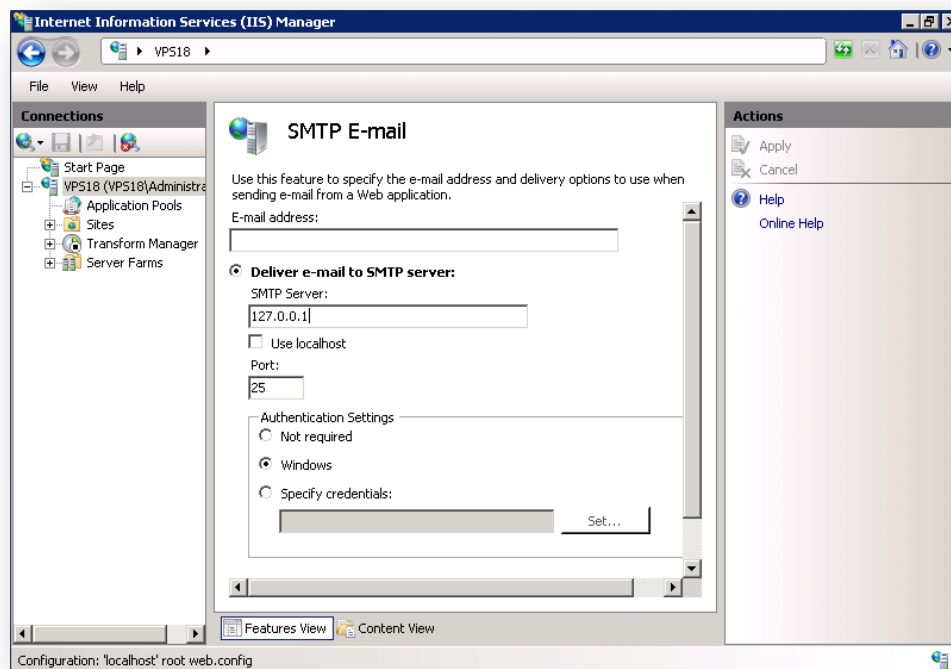 Internet Information Services (IIS) Manager
VPS18
File View Help
Connections
Start Page
VPS18 (VPS18\Administra
Application Pools
Sites
Transform Manager
Server Farms
SMTP E-mail
Use this feature to specify the e-mail address and delivery options to use when
sending e-mail from a Web application.
E-mail address:
Deliver e-mail to SMTP server:
SMTP Server:
127.0.0.1
Use localhost
Port:
25
Authentication Settings
Not required
Windows
Specify credentials:
Set...
Features View Content View
Actions
Apply
Cancel
Help
Online Help
Configuration: 'localhost' root web.config